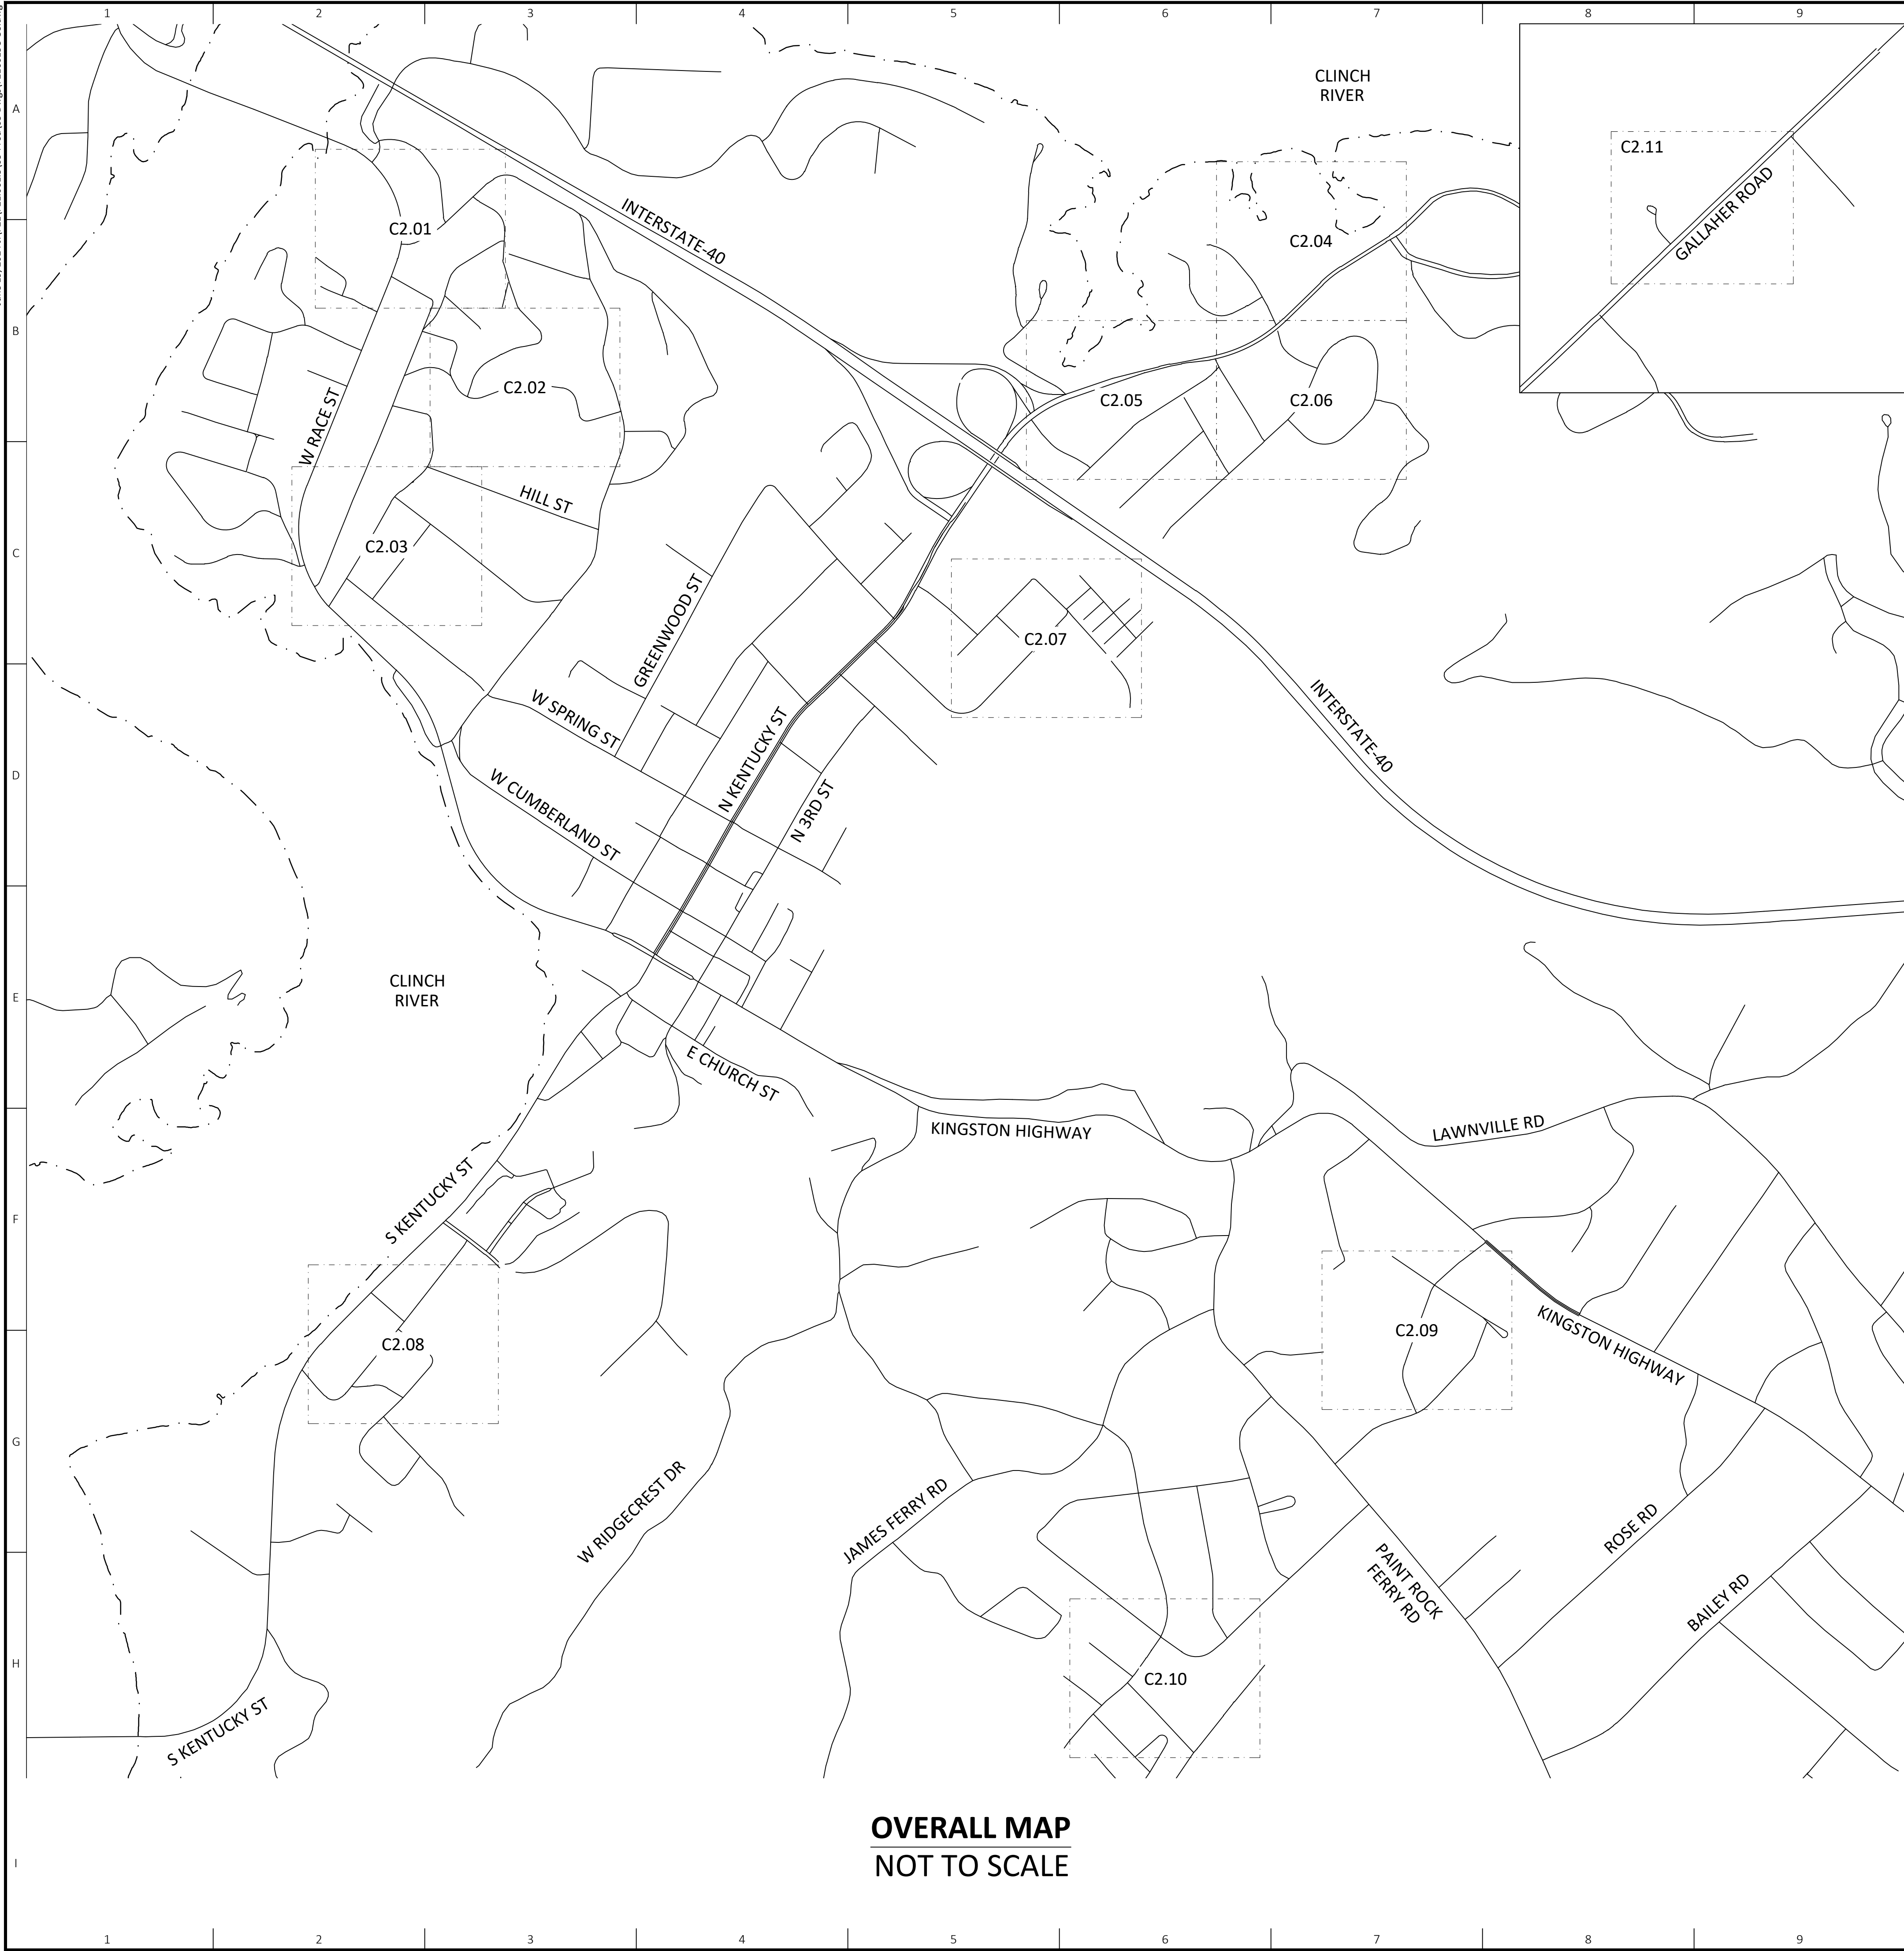 1 2 3 4 5 6 7 8 9
A
CLINCH
RIVER
C2.11
GALLAHER ROAD
INTERSTATE-40
C2.01
C2.04
B
C2.02
C2.05
C2.06
W RACE ST
HILL ST
C
C2.03
GREENWOOD ST
C2.07
W SPRING ST
INTERSTATE-40
N KENTUCKY ST
D
W CUMBERLAND ST
N 3RD ST
CLINCH
RIVER
E
E CHURCH ST
KINGSTON HIGHWAY
LAWNVILLE RD
S KENTUCKY ST
F
C2.08
C2.09
KINGSTON HIGHWAY
G
W RIDGECREST DR
JAMES FERRY RD
ROSE RD
PAINT ROCK
FERRY RD
BAILEY RD
H
C2.10
S KENTUCKY ST
OVERALL MAP
NOT TO SCALE
I
1 2 3 4 5 6 7 8 9